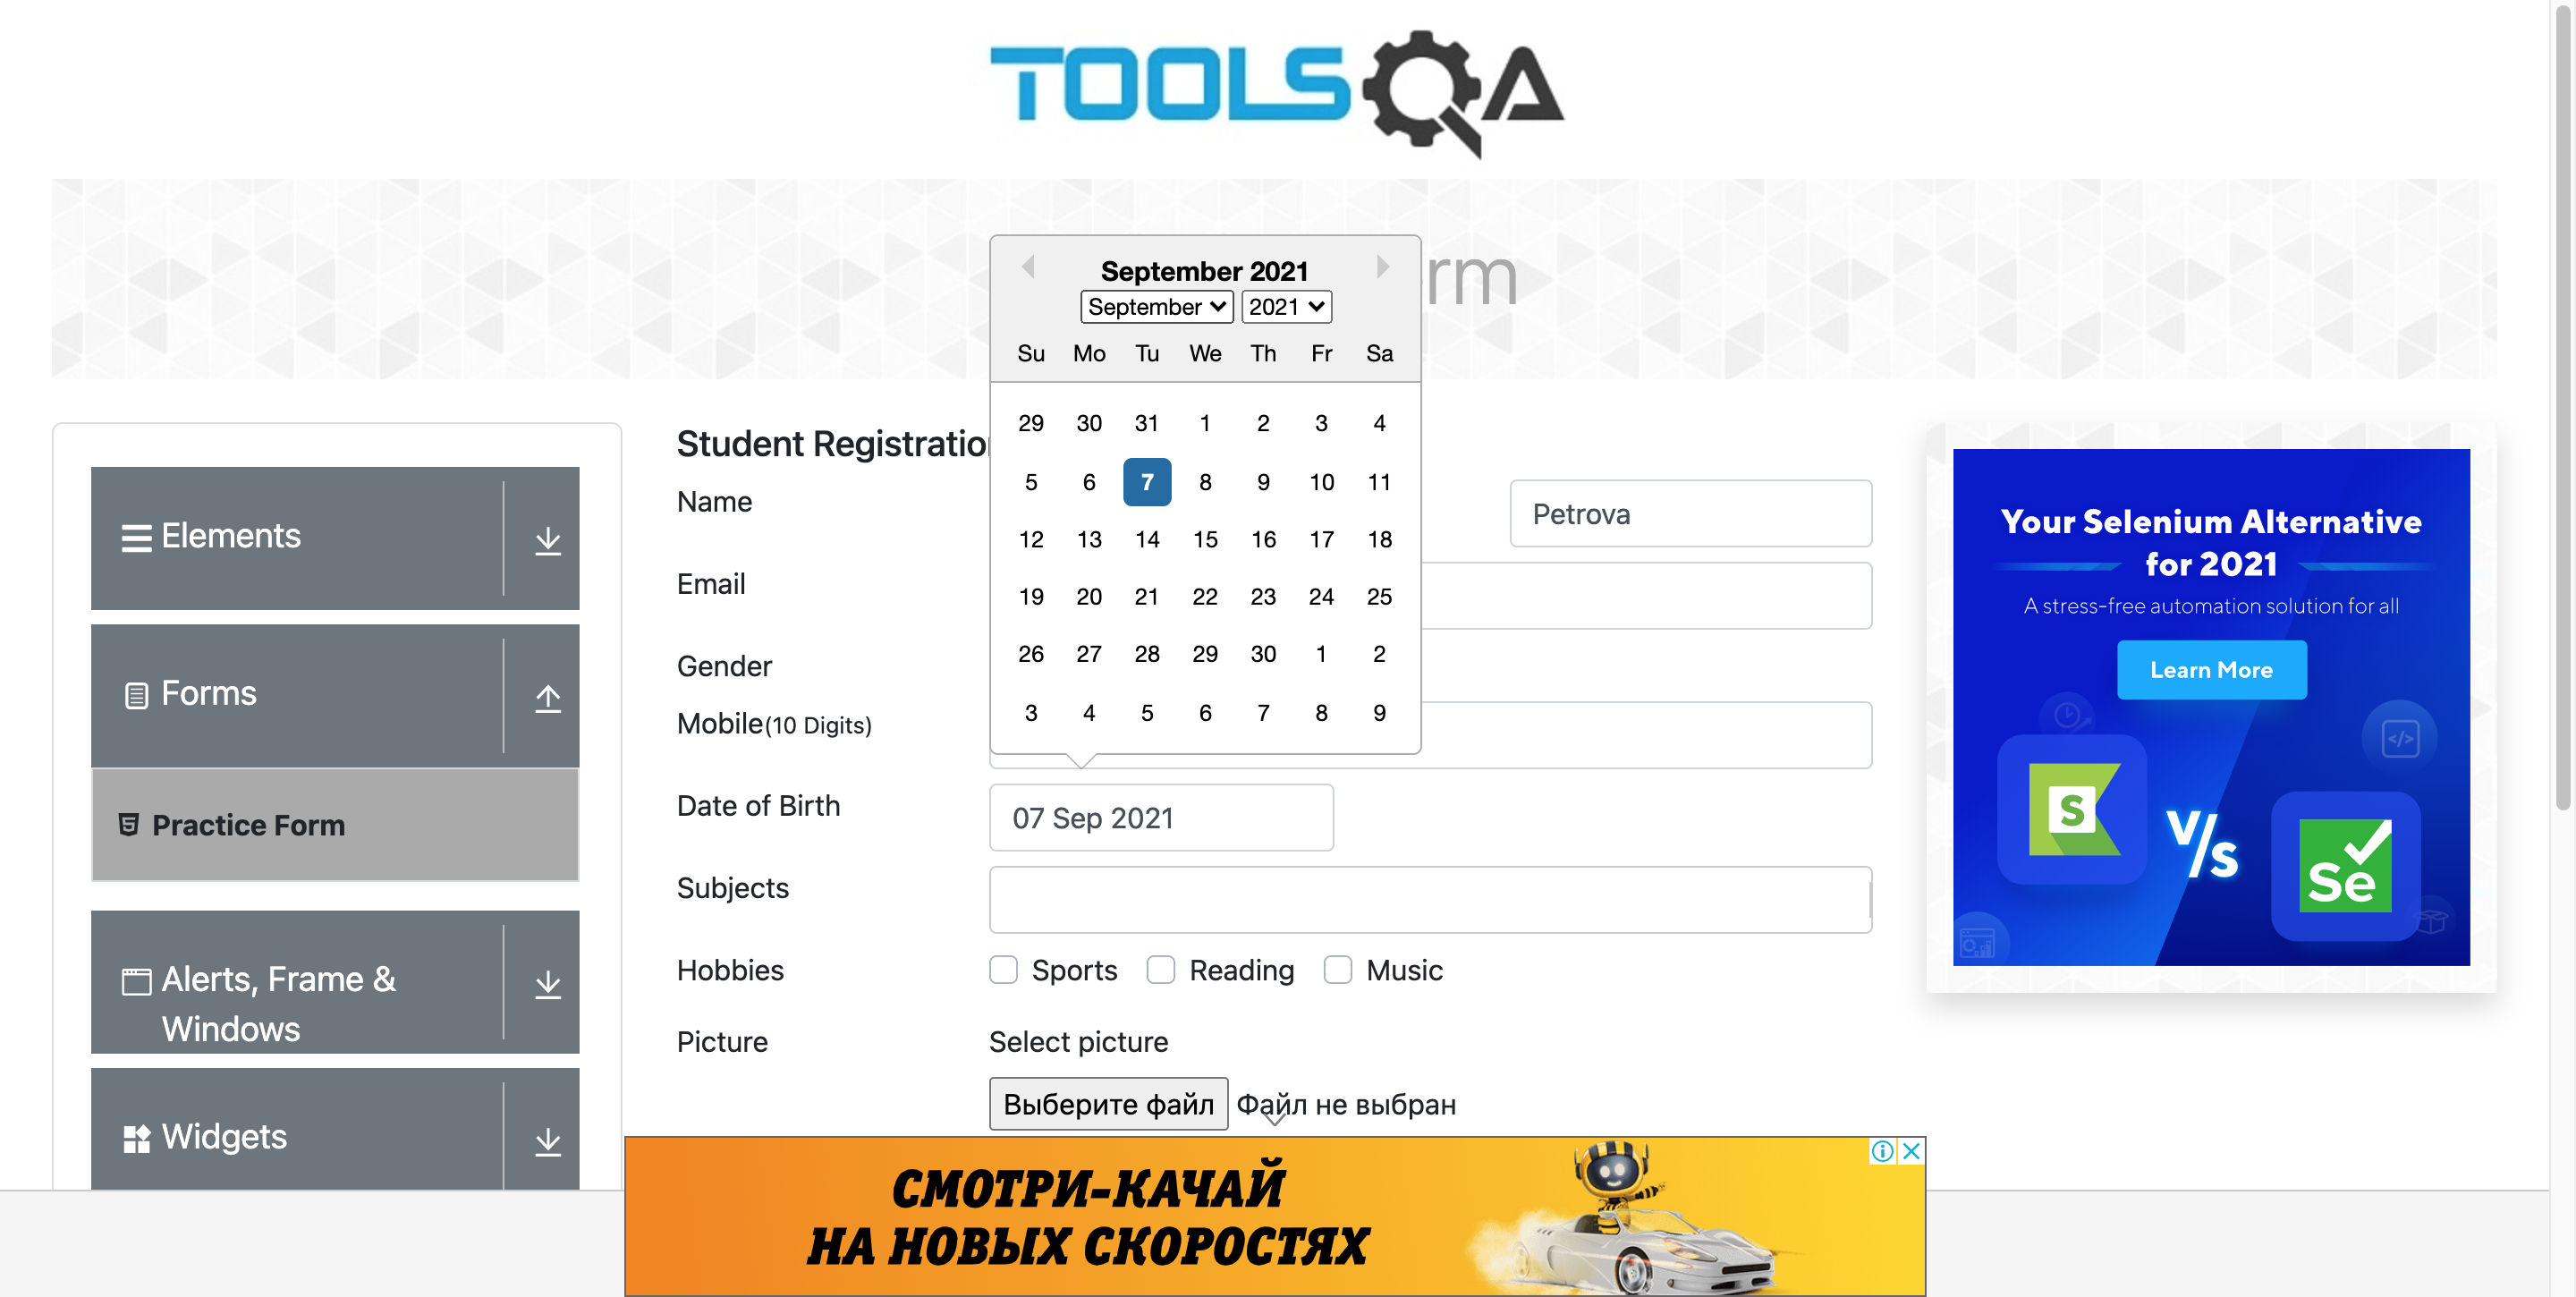 TOOLSQA
rm
September 2021
September 2021
Su Mo Tu We Th Fr Sa
29 30 31 1 2 3 4
5 6 7 8 9 10 11
12 13 14 15 16 17 18
19 20 21 22 23 24 25
26 27 28 29 30 1 2
3 4 5 6 7 8 9
Elements
Forms
Practice Form
Alerts, Frame &
Windows
Widgets
Student Registration
Name
Petrova
Email
Gender
Mobile(10 Digits)
Date of Birth
07 Sep 2021
Subjects
Hobbies
Sports Reading Music
Picture
Select picture
Выберите файл Файл не выбран
Your Selenium Alternative
for 2021
A stress-free automation solution for all
Learn More
S
V/s
Se
</>
СМОТРИ-КАЧАЙ
НА НОВЫХ СКОРОСТЯХ